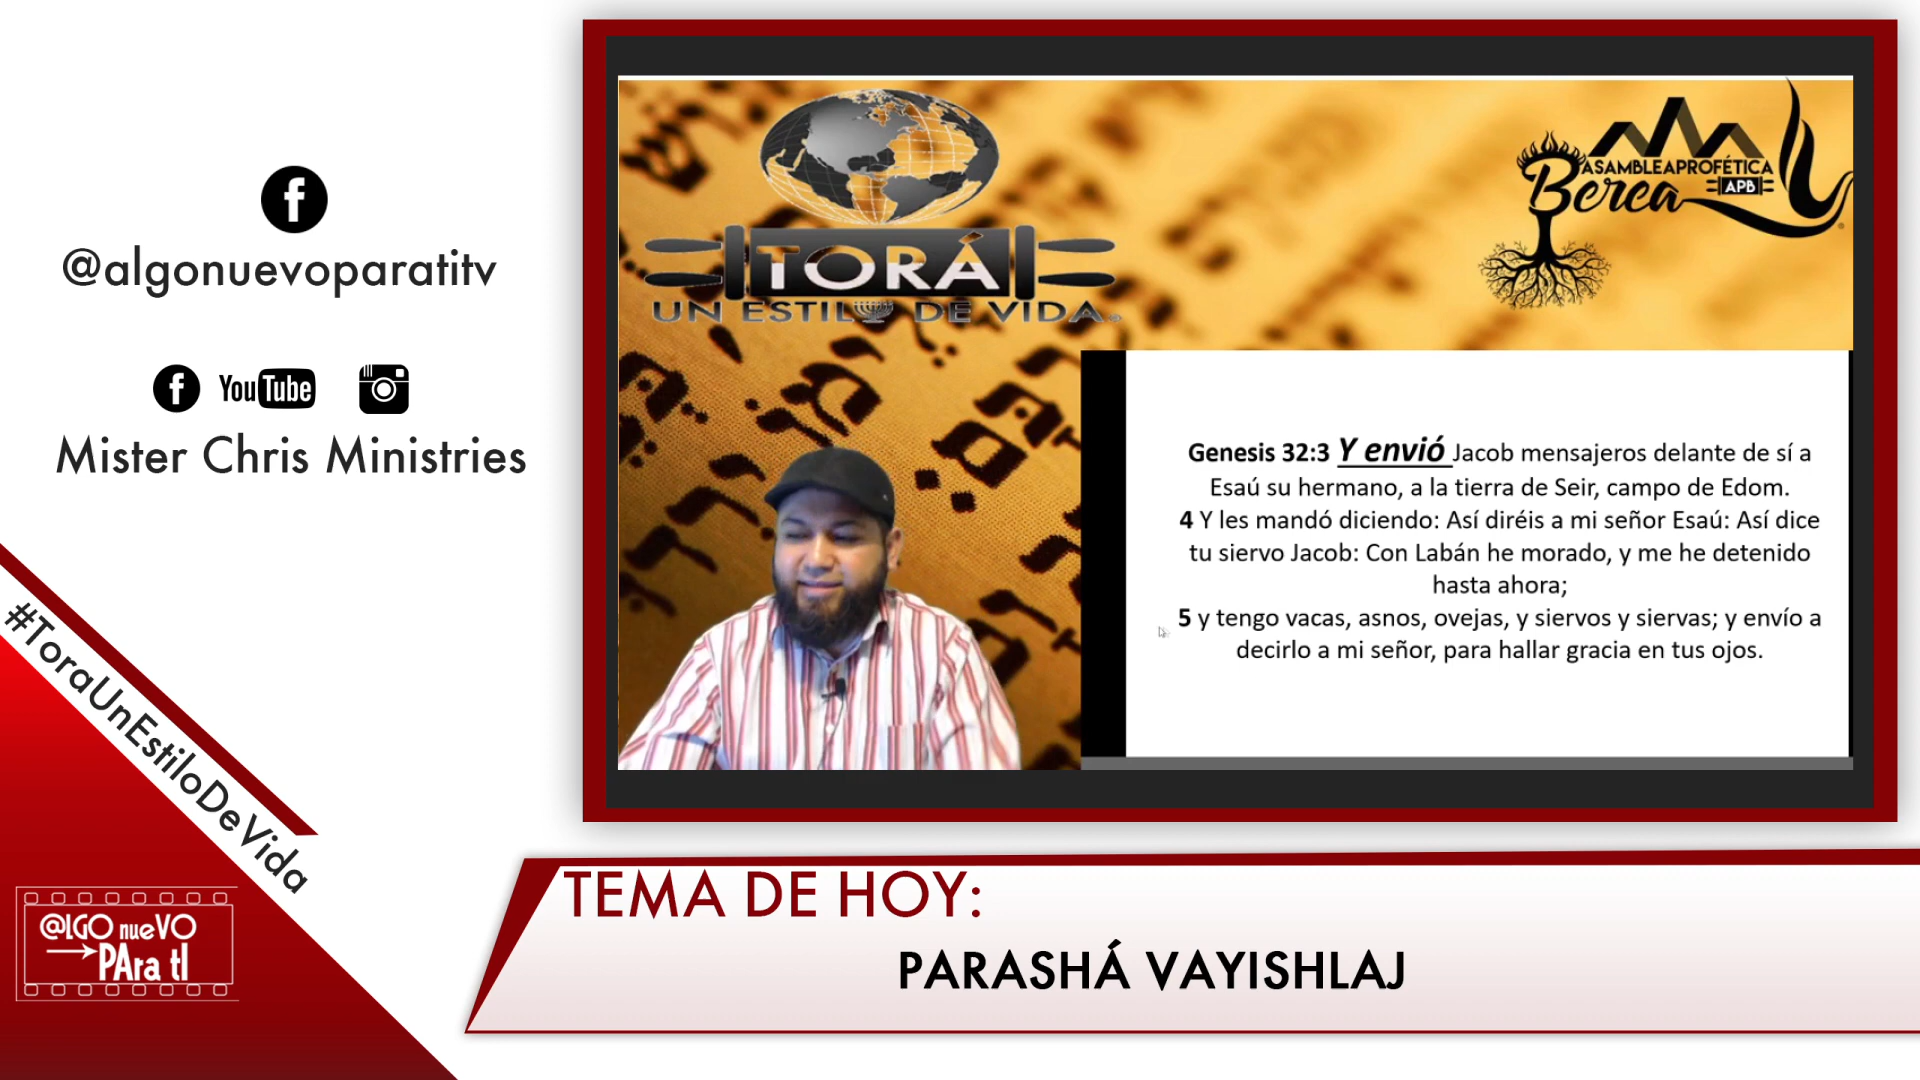 @algonuevoparatitv
YouTube
Mister Chris Ministries
#ToraUnEstiloDeVida
@LGO nueVO
PAra tI
TORÁ
UN ESTILO DE VIDA
ASAMBLEAPROFÉTICA
Berea
APB
Genesis 32:3 Y envió Jacob mensajeros delante de sí a
Esaú su hermano, a la tierra de Seir, campo de Edom.
4 Y les mandó diciendo: Así diréis a mi señor Esaú: Así dice
tu siervo Jacob: Con Labán he morado, y me he detenido
hasta ahora;
5 y tengo vacas, asnos, ovejas, y siervos y siervas; y envío a
decirlo a mi señor, para hallar gracia en tus ojos.
TEMA DE HOY:
PARASHÁ VAYISHLAJ